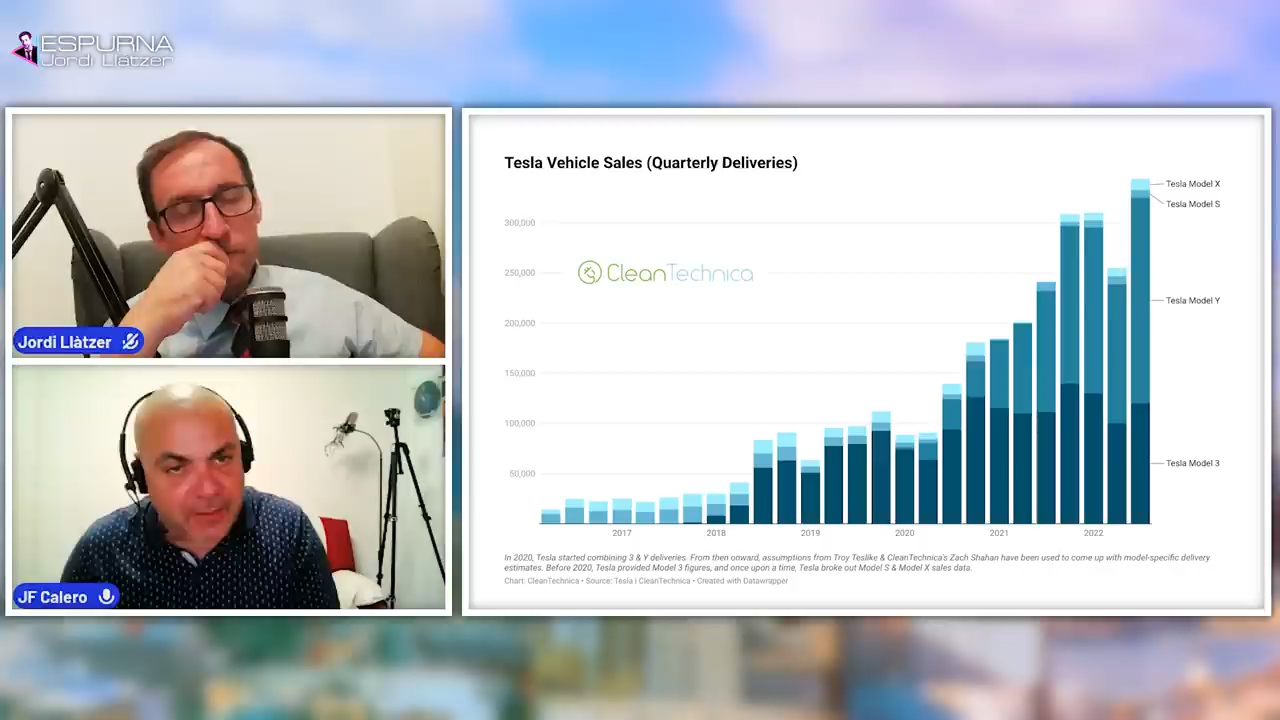 ESPURNA
Jordi Llàtzer
Jordi Llàtzer
JF Calero
Tesla Vehicle Sales (Quarterly Deliveries)
CleanTechnica
300,000
250,000
200,000
150,000
100,000
50,000
2017
2018
2019
2020
2021
2022
Tesla Model X
Tesla Model S
Tesla Model Y
Tesla Model 3
In 2020, Tesla started combining 3 & Y deliveries. From then onward, assumptions from Troy Teslike & CleanTechnica's Zach Shahan have been used to come up with model-specific delivery
estimates. Before 2020, Tesla provided Model 3 figures, and once upon a time, Tesla broke out Model S & Model X sales data.
Chart: CleanTechnica • Source: Tesla | CleanTechnica • Created with Datawrapper